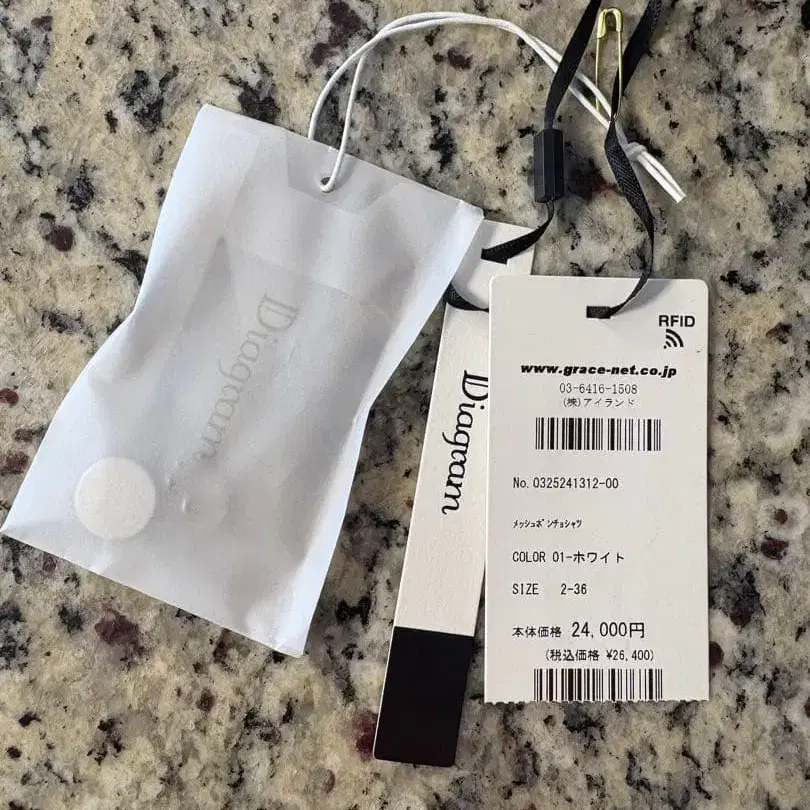 Diagram
Diagram
RFID
www.grace-net.co.jp
03-6416-1508
(株)アイランド
No. 0325241312-00
ﾒｯｼｭﾎﾟﾝﾁｮｼｬﾂ
COLOR 01-ホワイト
SIZE 2-36
本体価格 24,000円
(税込価格 ¥26,400)